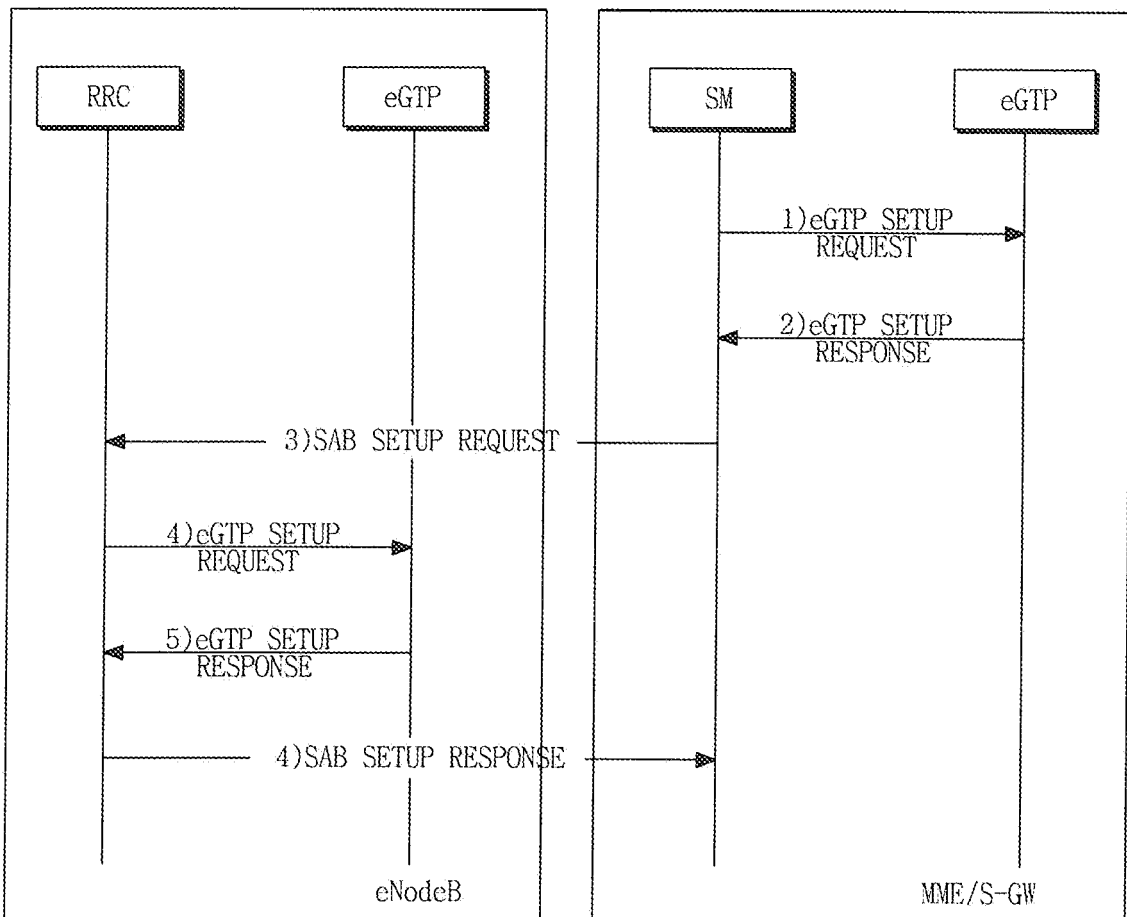 RRC
eGTP
SM
eGTP
1)eGTP SETUP
REQUEST
2)eGTP SETUP
RESPONSE
3)SAB SETUP REQUEST
4)eGTP SETUP
REQUEST
5)eGTP SETUP
RESPONSE
4)SAB SETUP RESPONSE
eNodeB
MME/S-GW